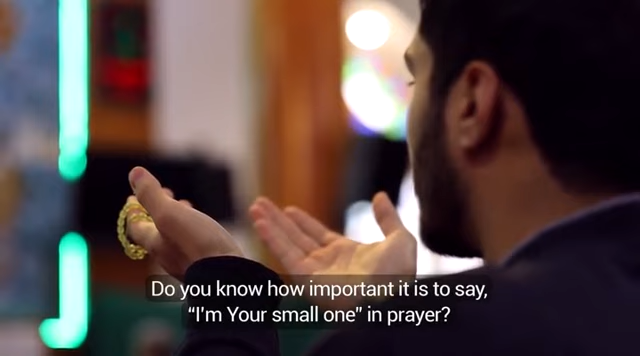 Do you know how important it is to say,
“I'm Your small one” in prayer?